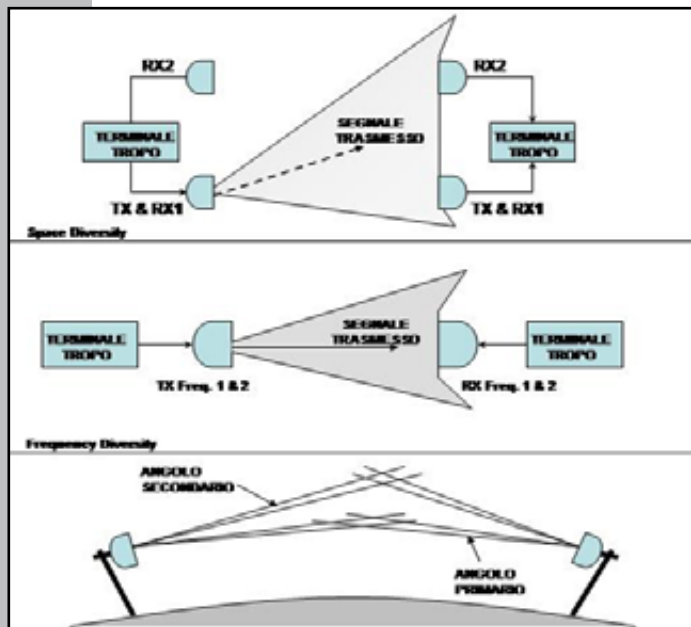 RX2
RX2
TERMINALE
TROPO
SEGNALE
TRASMESSO
TERMINALE
TROPO
TX & RX1
TX & RX1
Space Diversity
TERMINALE
TROPO
SEGNALE
TRASMESSO
TERMINALE
TROPO
TX Freq. 1 & 2
RX Freq. 1 & 2
Frequency Diversity
ANGOLO
SECONDARIO
ANGOLO
PRIMARIO